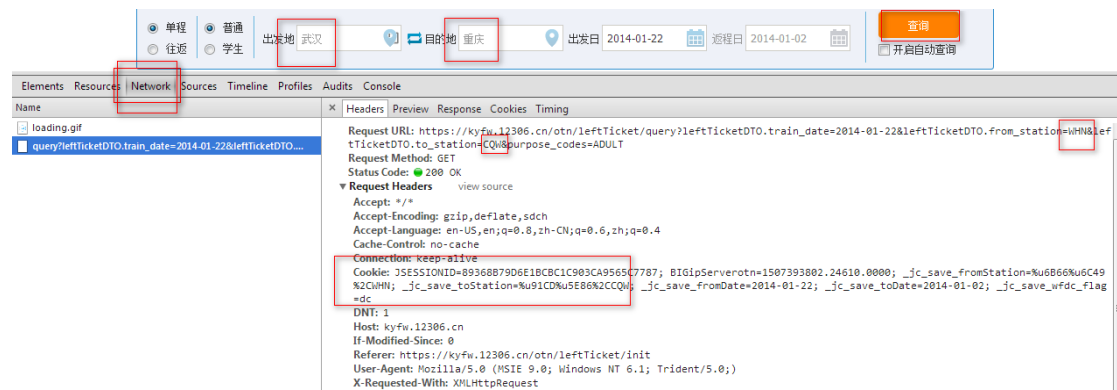 单程 普通 出发地 武汉 目的地 重庆 出发日 2014-01-22 返程日 2014-01-02 查询
往返 学生 开启自动查询
Elements Resources Network Sources Timeline Profiles Audits Console
Name × Headers Preview Response Cookies Timing
loading.gif
query?leftTicketDTO.train_date=2014-01-22&leftTicketDTO....
Request URL: https://kyfw.12306.cn/otn/leftTicket/query?leftTicketDTO.train_date=2014-01-22&leftTicketDTO.from_station=WHN&lef
tTicketDTO.to_station=CQW&purpose_codes=ADULT
Request Method: GET
Status Code: 200 OK
Request Headers view source
Accept: */*
Accept-Encoding: gzip,deflate,sdch
Accept-Language: en-US,en;q=0.8,zh-CN;q=0.6,zh;q=0.4
Cache-Control: no-cache
Connection: keep-alive
Cookie: JSESSIONID=89368B79D6E1BCBC1C903CA9565C7787; BIGipServerotn=1507393802.24610.0000; _jc_save_fromStation=%u6B66%u6C49
%2CWHN; _jc_save_toStation=%u91CD%u5E86%2CCQW; _jc_save_fromDate=2014-01-22; _jc_save_toDate=2014-01-02; _jc_save_wfdc_flag
=dc
DNT: 1
Host: kyfw.12306.cn
If-Modified-Since: 0
Referer: https://kyfw.12306.cn/otn/leftTicket/init
User-Agent: Mozilla/5.0 (MSIE 9.0; Windows NT 6.1; Trident/5.0;)
X-Requested-With: XMLHttpRequest